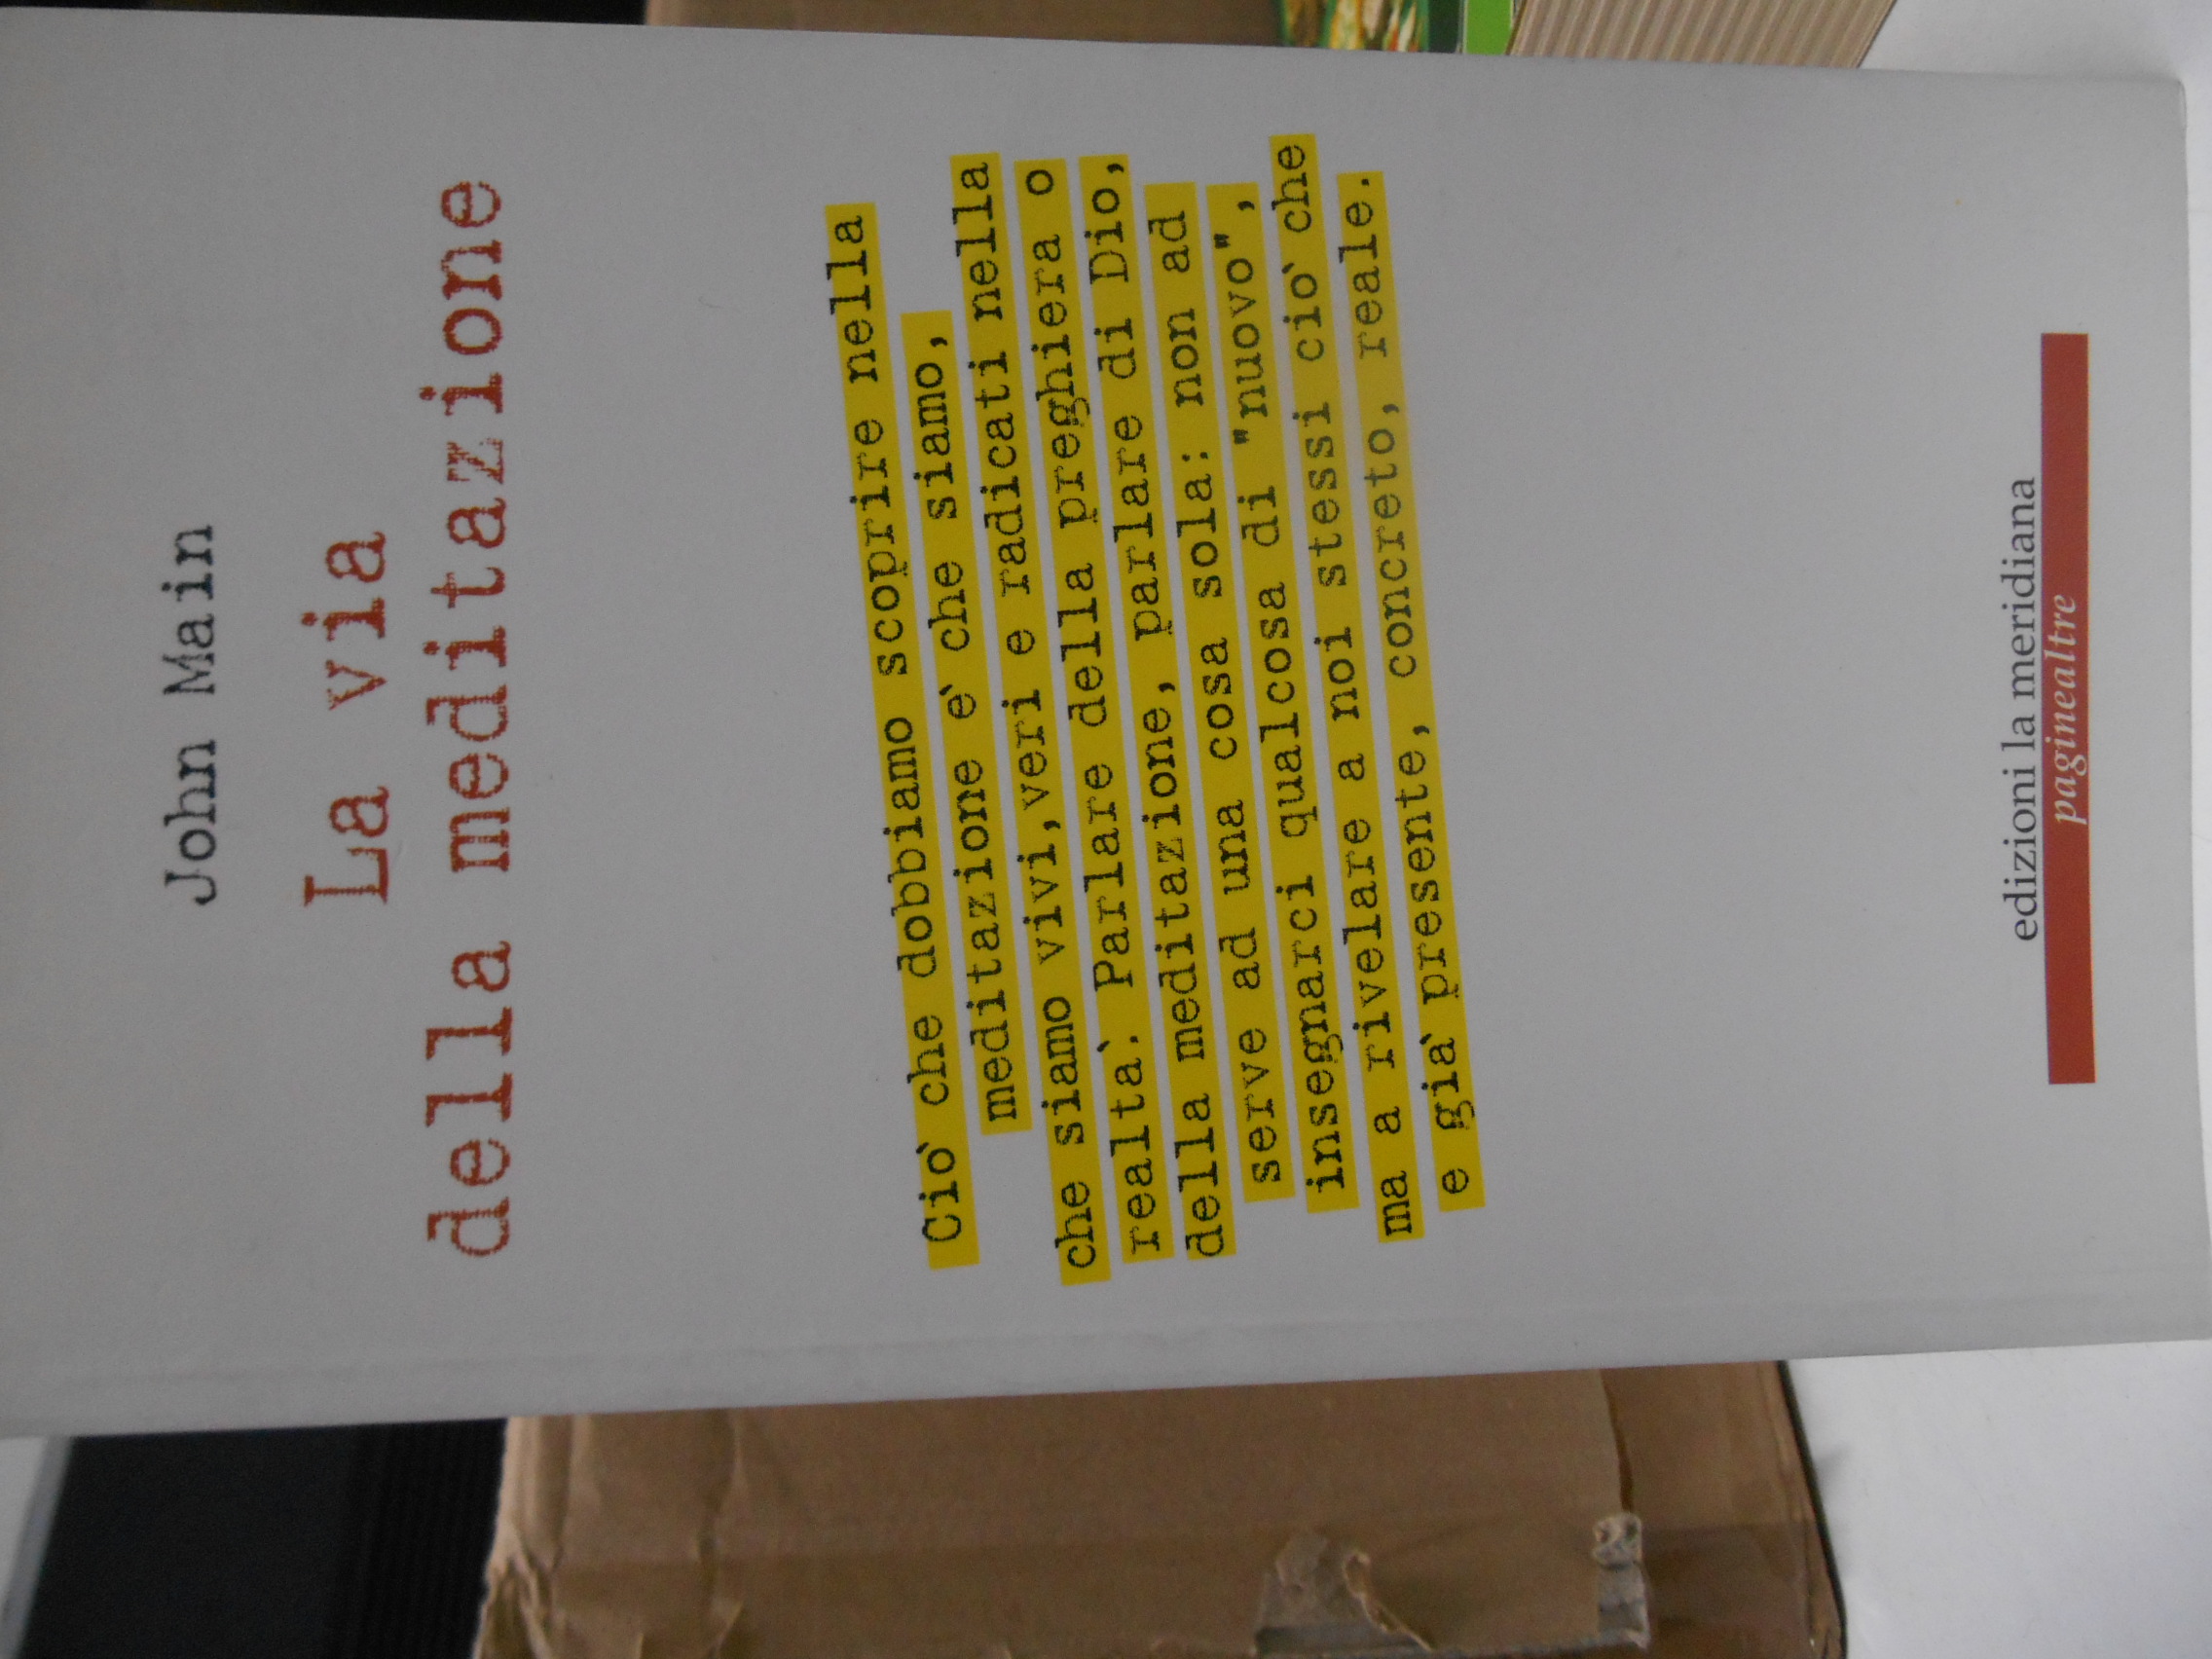 John Main
La via
della meditazione
Cio' che dobbiamo scoprire nella
meditazione e' che siamo,
che siamo vivi,veri e radicati nella
realta'. Parlare della preghiera o
della meditazione, parlare di Dio,
serve ad una cosa sola: non ad
insegnarci qualcosa di "nuovo",
ma a rivelare a noi stessi cio' che
e gia' presente, concreto, reale.
edizioni la meridiana
paginealtre